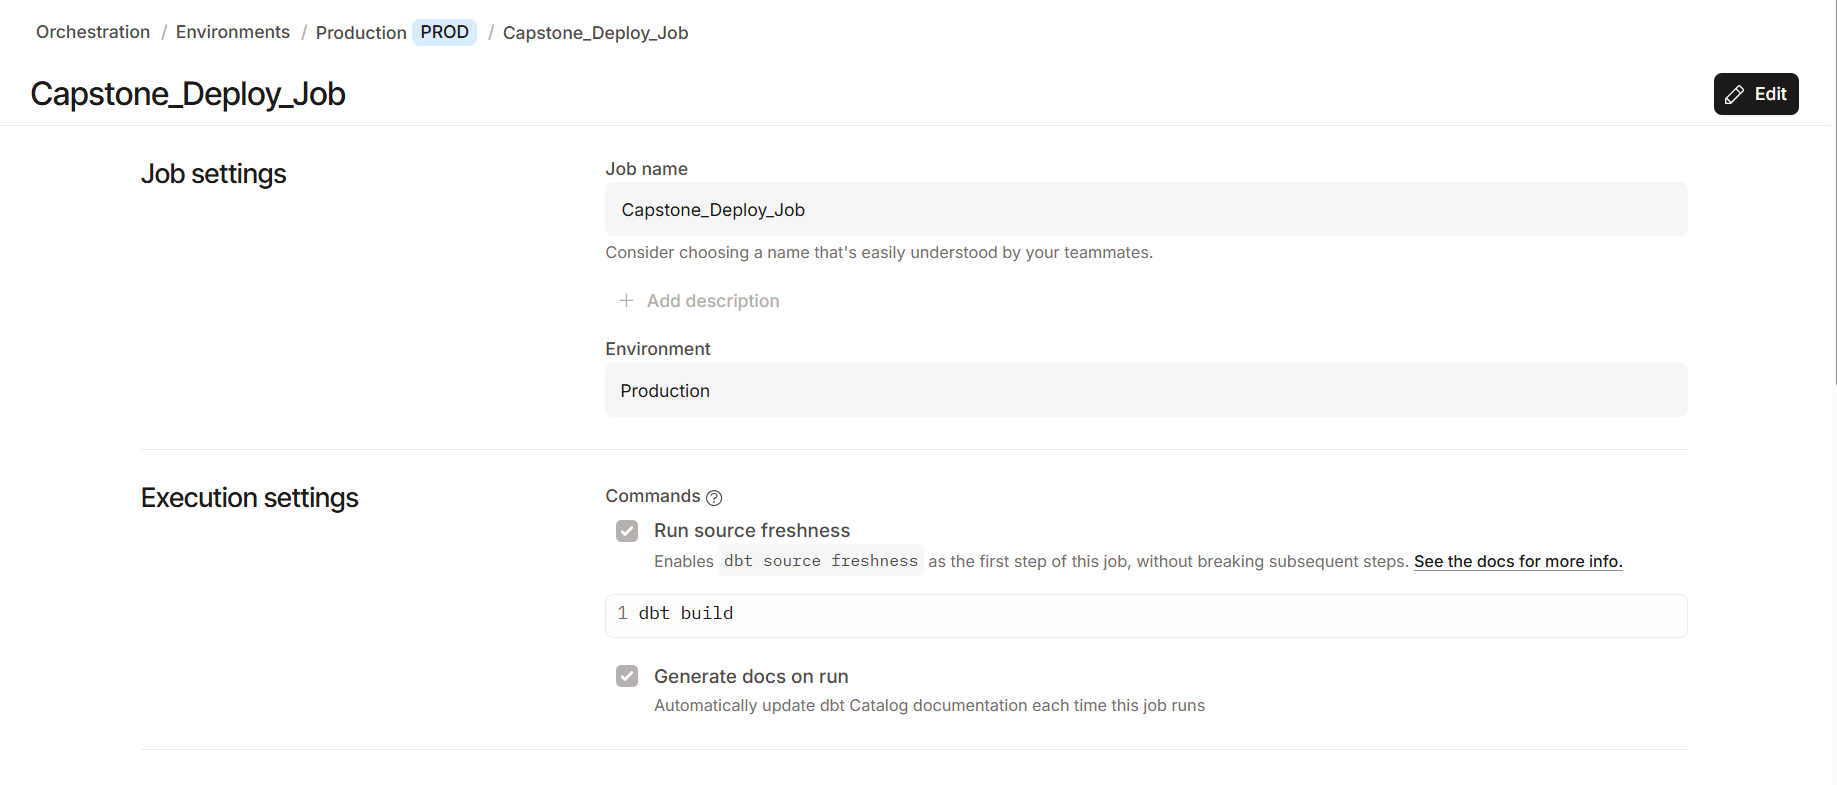 Orchestration / Environments / Production PROD / Capstone_Deploy_Job
Capstone_Deploy_Job
Edit
Job settings
Job name
Capstone_Deploy_Job
Consider choosing a name that's easily understood by your teammates.
+ Add description
Environment
Production
Execution settings
Commands ?
Run source freshness
Enables dbt source freshness as the first step of this job, without breaking subsequent steps. See the docs for more info.
1 dbt build
Generate docs on run
Automatically update dbt Catalog documentation each time this job runs